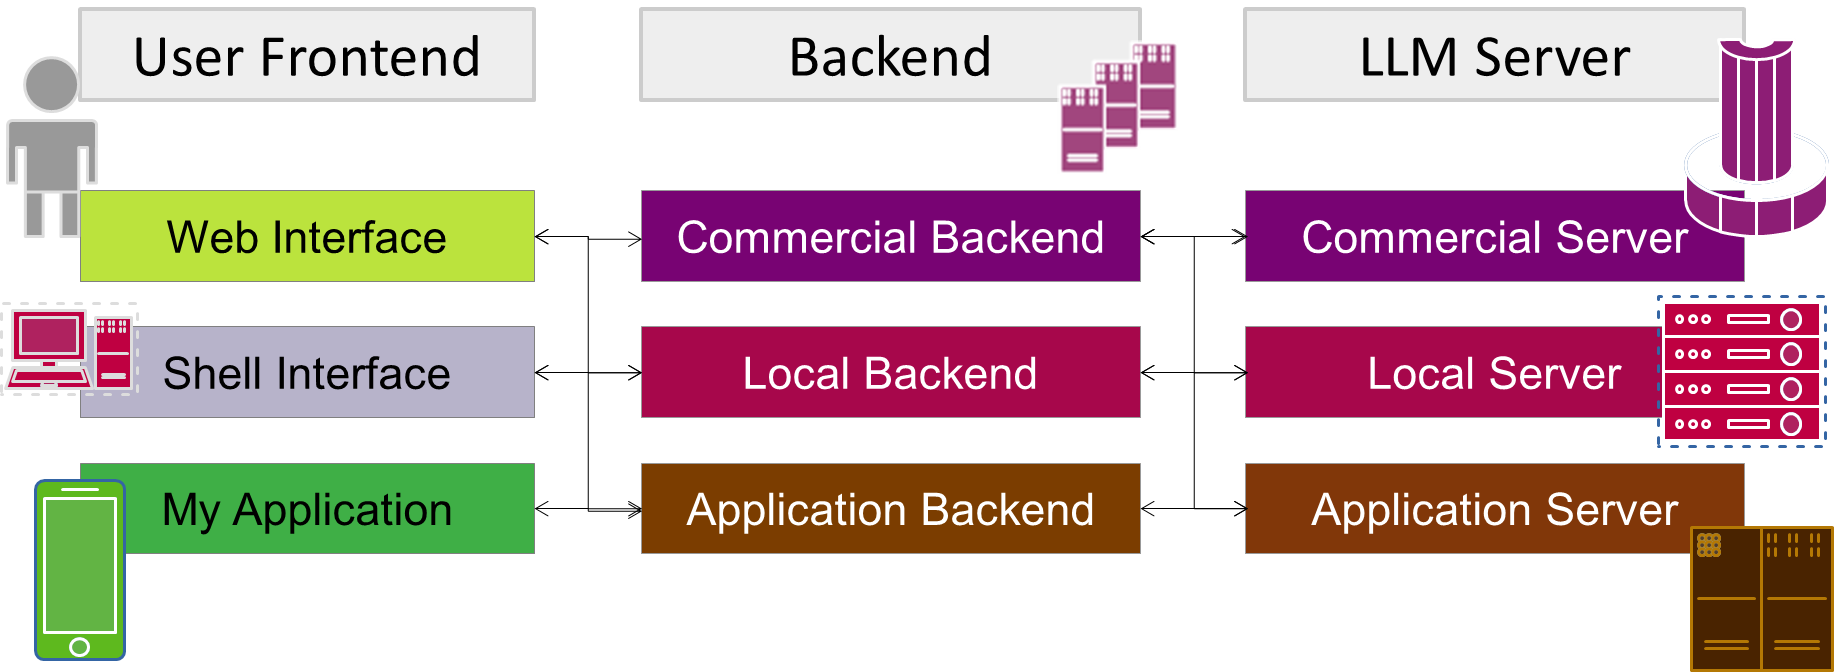 User Frontend
Backend
LLM Server
Web Interface
Commercial Backend
Commercial Server
Shell Interface
Local Backend
Local Server
My Application
Application Backend
Application Server